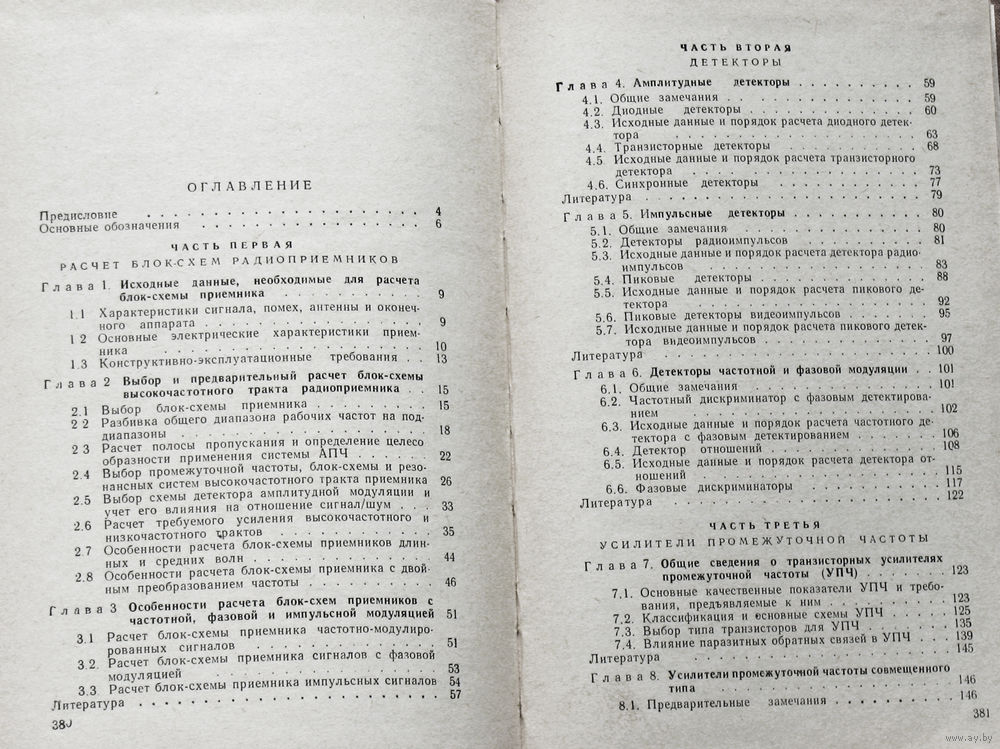 ОГЛАВЛЕНИЕ
Предисловие . . . . . . . . . . . . . . . . . . . . 4
Основные обозначения . . . . . . . . . . . . . . . . . 6
ЧАСТЬ ПЕРВАЯ
РАСЧЕТ БЛОК-СХЕМ РАДИОПРИЕМНИКОВ
Глава 1. Исходные данные, необходимые для расчета
блок-схемы приемника . . . . . . . . . . . 9
1.1 Характеристики сигнала, помех, антенны и оконеч-
ного аппарата . . . . . . . . . . . . . . . . 9
1 2 Основные электрические характеристики прием-
ника . . . . . . . . . . . . . . . . . . . . 10
1.3 Конструктивно-эксплуатационные требования . . 13
Глава 2 Выбор и предварительный расчет блок-схемы
высокочастотного тракта радиоприемника . 15
2.1 Выбор блок-схемы приемника . . . . . . . . . 15
2 2 Разбивка общего диапазона рабочих частот на под-
диапазоны . . . . . . . . . . . . . . . . . 18
2 3 Расчет полосы пропускания и определение целесо
образности применения системы АПЧ . . . . . . 22
2.4 Выбор промежуточной частоты, блок-схемы и резо-
нансных систем высокочастотного тракта приемника 26
2.5 Выбор схемы детектора амплитудной модуляции и
учет его влияния на отношение сигнал/шум . . . 33
2.6 Расчет требуемого усиления высокочастотного и
низкочастотного трактов . . . . . . . . . . . . 35
2.7 Особенности расчета блок-схемы приемников длин-
ных и средних волн . . . . . . . . . . . . . . 44
2.8 Особенности расчета блок-схемы приемника с двой-
ным преобразованием частоты . . . . . . . . . . 46
Глава 3 Особенности расчета блок-схем приемников с
частотной, фазовой и импульсной модуляцией 51
3.1 Расчет блок-схемы приемника частотно-модулиро-
рованных сигналов . . . . . . . . . . . . . . . 51
3.2. Расчет блок-схемы приемника сигналов с фазовой
модуляцией . . . . . . . . . . . . . . . . . 53
3.3. Расчет блок-схемы приемника импульсных сигналов 54
Литература . . . . . . . . . . . . . . . . . . . . . 57
380
ЧАСТЬ ВТОРАЯ
ДЕТЕКТОРЫ
Глава 4. Амплитудные детекторы . . . . . . . . . . 59
4.1. Общие замечания . . . . . . . . . . . . . 59
4.2. Диодные детекторы . . . . . . . . . . . . 60
4.3. Исходные данные и порядок расчета диодного детек-
тора . . . . . . . . . . . . . . . . . . . 63
4.4. Транзисторные детекторы . . . . . . . . . . 68
4.5 Исходные данные и порядок расчета транзисторного
детектора . . . . . . . . . . . . . . . . . 73
4.6. Синхронные детекторы . . . . . . . . . . . 77
Литература . . . . . . . . . . . . . . . . . . . . . 79
Глава 5. Импульсные детекторы . . . . . . . . . . 80
5.1. Общие замечания . . . . . . . . . . . . . 80
5.2. Детекторы радиоимпульсов . . . . . . . . . 81
5.3. Исходные данные и порядок расчета детектора радио-
импульсов . . . . . . . . . . . . . . . . 83
5.4. Пиковые детекторы . . . . . . . . . . . . 88
5.5. Исходные данные и порядок расчета пикового де-
тектора . . . . . . . . . . . . . . . . . 92
5.6. Пиковые детекторы видеоимпульсов . . . . . . 95
5.7. Исходные данные и порядок расчета пикового детек-
тора видеоимпульсов . . . . . . . . . . . . 97
Литература . . . . . . . . . . . . . . . . . . . . 100
Глава 6. Детекторы частотной и фазовой модуляции . . 101
6.1. Общие замечания . . . . . . . . . . . . . 101
6.2. Частотный дискриминатор с фазовым детектирова-
нием . . . . . . . . . . . . . . . . . . . 102
6.3. Исходные данные и порядок расчета частотного де-
тектора с фазовым детектированием . . . . . . 106
6.4. Детектор отношений . . . . . . . . . . . . 108
6.5. Исходные данные и порядок расчета детектора от-
ношений . . . . . . . . . . . . . . . . . 115
6.6. Фазовые дискриминаторы . . . . . . . . . . 117
Литература . . . . . . . . . . . . . . . . . . . . 122
ЧАСТЬ ТРЕТЬЯ
УСИЛИТЕЛИ ПРОМЕЖУТОЧНОЙ ЧАСТОТЫ
Глава 7. Общие сведения о транзисторных усилителях
промежуточной частоты (УПЧ) . . . . . . . 123
7.1. Основные качественные показатели УПЧ и требо-
вания, предъявляемые к ним . . . . . . . . . 123
7.2. Классификация и основные схемы УПЧ . . . . . 125
7.3. Выбор типа транзисторов для УПЧ . . . . . . 135
7.4. Влияние паразитных обратных связей в УПЧ . . . 139
Литература . . . . . . . . . . . . . . . . . . . . 145
Глава 8. Усилители промежуточной частоты совмещенного
типа . . . . . . . . . . . . . . . . . . . 146
8.1. Предварительные замечания . . . . . . . . . 146
381
www.ay.by